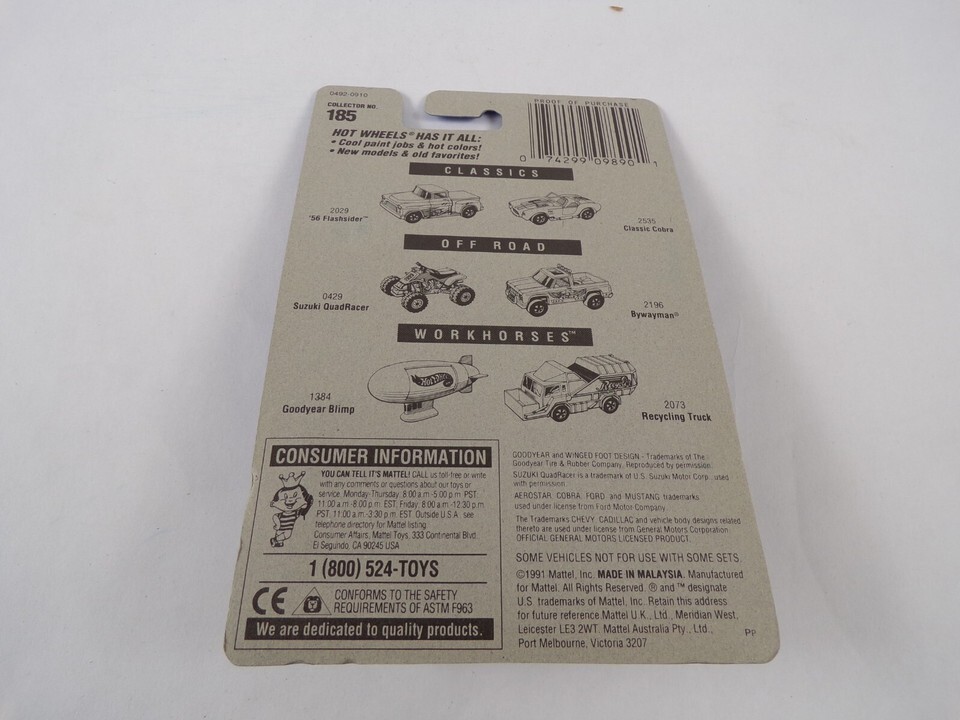 0492-0910
COLLECTOR NO.
185
PROOF OF PURCHASE
0 74299 09890 1
HOT WHEELS® HAS IT ALL:
• Cool paint jobs & hot colors!
• New models & old favorites!
CLASSICS
2029
'56 Flashsider™
2535
Classic Cobra
OFF ROAD
0429
Suzuki QuadRacer
2196
Bywayman®
WORKHORSES™
Hot Wheels
1384
Goodyear Blimp
2073
Recycling Truck
CONSUMER INFORMATION
YOU CAN TELL IT'S MATTEL! CALL us toll-free or write
with any comments or questions about our toys or
service. Monday-Thursday: 8:00 a.m.-5:00 p.m. PST,
11:00 a.m.-8:00 p.m. EST; Friday: 8:00 a.m.-12:30 p.m.
PST, 11:00 a.m.-3:30 p.m. EST. Outside U.S.A., see
telephone directory for Mattel listing.
Consumer Affairs, Mattel Toys, 333 Continental Blvd.
El Segundo, CA 90245 USA
1 (800) 524-TOYS
CE
CONFORMS TO THE SAFETY
REQUIREMENTS OF ASTM F963
We are dedicated to quality products.
GOODYEAR and WINGED FOOT DESIGN - Trademarks of The
Goodyear Tire & Rubber Company. Reproduced by permission.
SUZUKI QuadRacer is a trademark of U.S. Suzuki Motor Corp. used
with permission.
AEROSTAR, COBRA, FORD, and MUSTANG trademarks
used under license from Ford Motor Company.
The Trademarks CHEVY, CADILLAC and vehicle body designs related
thereto are used under license from General Motors Corporation.
OFFICIAL GENERAL MOTORS LICENSED PRODUCT.
SOME VEHICLES NOT FOR USE WITH SOME SETS.
©1991 Mattel, Inc. MADE IN MALAYSIA. Manufactured
for Mattel. All Rights Reserved. ® and ™ designate
U.S. trademarks of Mattel, Inc. Retain this address
for future reference: Mattel U.K., Ltd., Meridian West,
Leicester LE3 2WT. Mattel Australia Pty., Ltd.,
Port Melbourne, Victoria 3207
PP